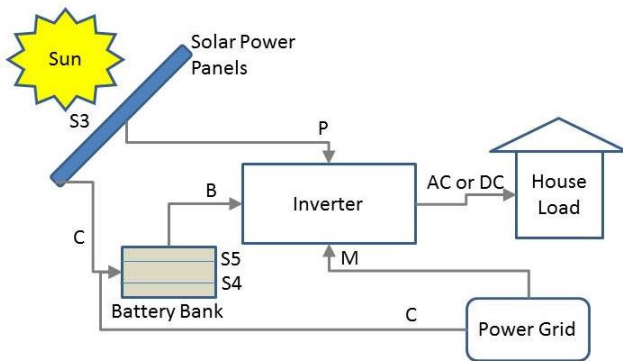 Sun
Solar Power
Panels
S3
P
AC or DC
House
Load
Inverter
B
C
S5
S4
M
Battery Bank
C
Power Grid